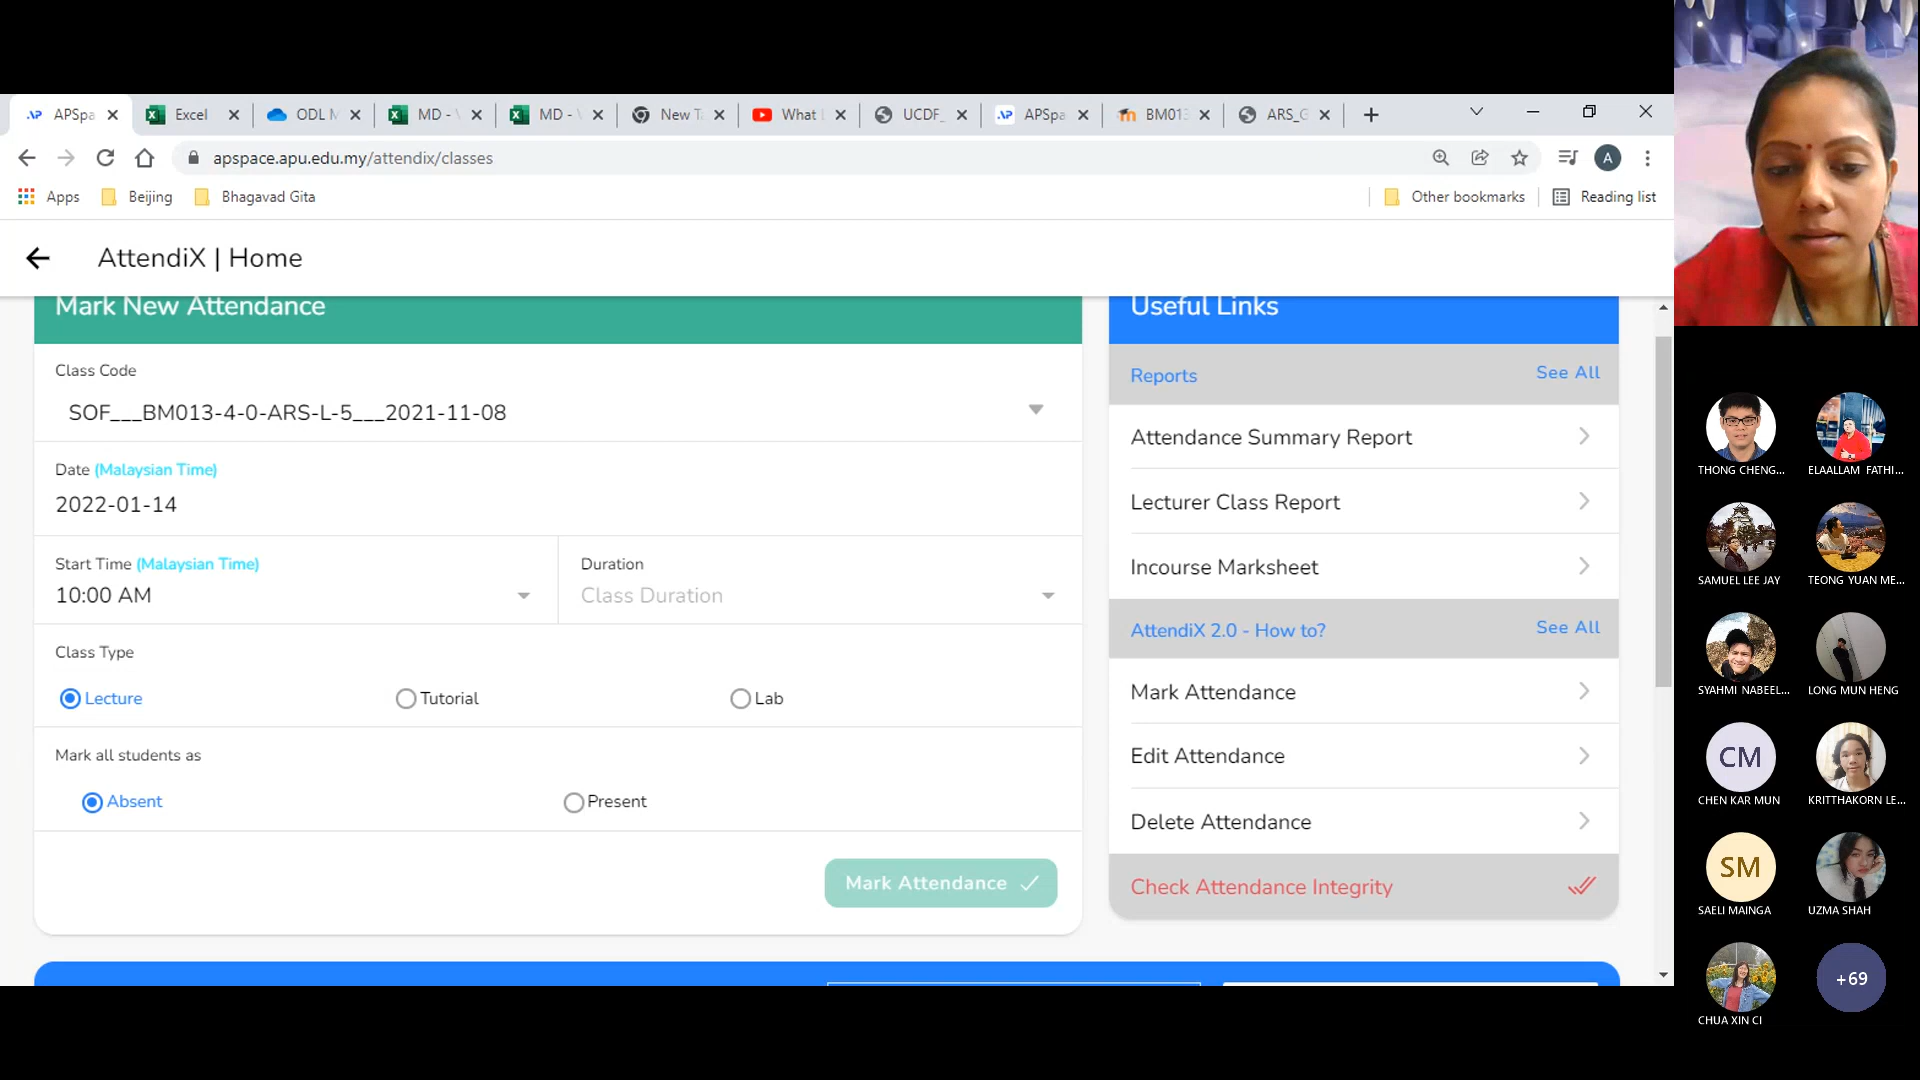 APSpa
Excel
ODL M
MD - V
MD - V
New T
What
UCDF_
APSpa
BM013
ARS_G
apspace.apu.edu.my/attendix/classes
A
Apps
Beijing
Bhagavad Gita
Other bookmarks
Reading list
AttendiX | Home
Mark New Attendance
Class Code
SOF___BM013-4-0-ARS-L-5___2021-11-08
Date (Malaysian Time)
2022-01-14
Start Time (Malaysian Time)
10:00 AM
Duration
Class Duration
Class Type
Lecture
Tutorial
Lab
Mark all students as
Absent
Present
Mark Attendance
Useful Links
Reports
See All
Attendance Summary Report
Lecturer Class Report
Incourse Marksheet
AttendiX 2.0 - How to?
See All
Mark Attendance
Edit Attendance
Delete Attendance
Check Attendance Integrity
THONG CHENG...
ELAALLAM FATHI...
SAMUEL LEE JAY
TEONG YUAN ME...
SYAHMI NABEEL...
LONG MUN HENG
CM
CHEN KAR MUN
KRITTHAKORN LE...
SM
SAELI MAINGA
UZMA SHAH
CHUA XIN CI
+69